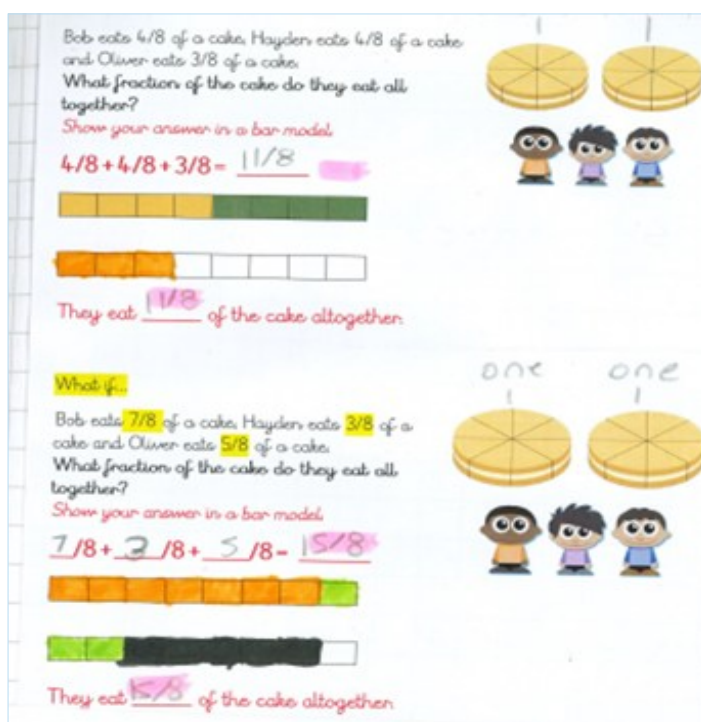 1 1
Bob eats 4/8 of a cake, Hayden eats 4/8 of a cake
and Oliver eats 3/8 of a cake.
What fraction of the cake do they eat all
together?
Show your answer in a bar model.
4/8 + 4/8 + 3/8 = 11/8
They eat 11/8 of the cake altogether.
one one
1 1
What if...
Bob eats 7/8 of a cake, Hayden eats 3/8 of a
cake and Oliver eats 5/8 of a cake.
What fraction of the cake do they eat all
together?
Show your answer in a bar model.
7/8 + 3/8 + 5/8 = 15/8
They eat 15/8 of the cake altogether.